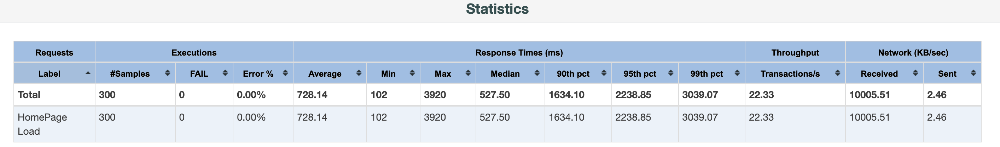 Statistics
Requests Executions Response Times (ms) Throughput Network (KB/sec)
Label #Samples FAIL Error % Average Min Max Median 90th pct 95th pct 99th pct Transactions/s Received Sent
Total 300 0 0.00% 728.14 102 3920 527.50 1634.10 2238.85 3039.07 22.33 10005.51 2.46
HomePage 300 0 0.00% 728.14 102 3920 527.50 1634.10 2238.85 3039.07 22.33 10005.51 2.46
Load